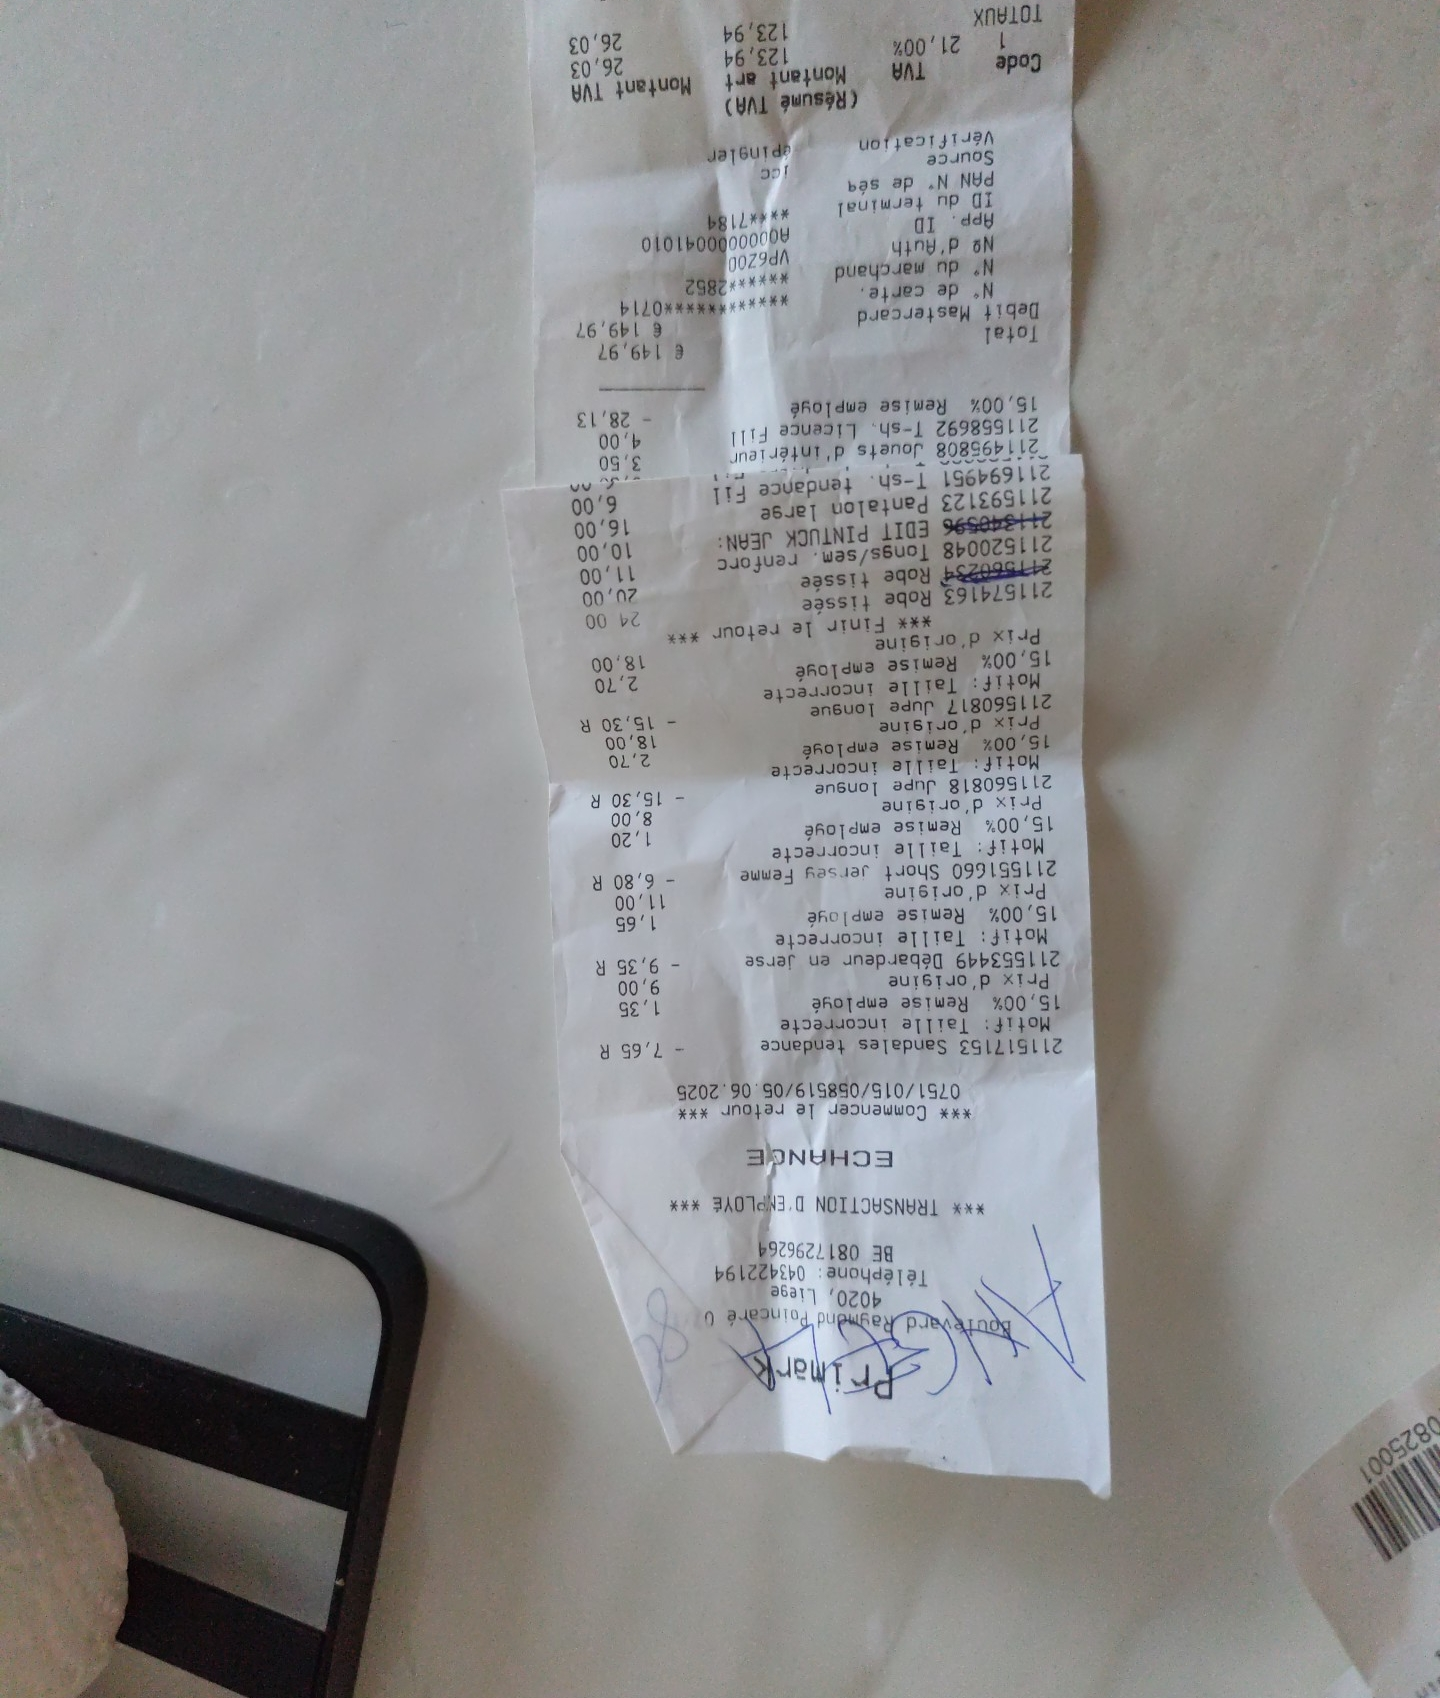 Primark
Boulevard Raymond Poincaré
4020, Liege
Téléphone: 043422194
BE 0817296264
*** TRANSACTION D'EMPLOYÉ ***
ECHANGE
*** Commencer le retour ***
0751/015/058519/05.06.2025
211517153 Sandales tendance - 7,65 R
Motif: Taille incorrecte
15,00% Remise employé 1,35
Prix d'origine 9,00
211553449 Débardeur en jerse - 9,35 R
Motif: Taille incorrecte
15,00% Remise employé 1,65
Prix d'origine 11,00
211551660 Short jersey Femme - 6,80 R
Motif: Taille incorrecte
15,00% Remise employé 1,20
Prix d'origine 8,00
211560818 Jupe longue - 15,30 R
Motif: Taille incorrecte
15,00% Remise employé 2,70
Prix d'origine 18,00
211560817 Jupe longue - 15,30 R
Motif: Taille incorrecte
15,00% Remise employé 2,70
Prix d'origine 18,00
*** Finir le retour ***
211574163 Robe tissée 24 00
211560234 Robe tissée 20,00
211520048 Tongs/sem. renforc 11,00
EDIT PINTUCK JEAN: 10,00
211593123 Pantalon large 16,00
211694951 T-sh. tendance Fil 6,00
211495808 Jouets d'intérieur 3,50
211558692 T-sh. Licence Fill 4,00
15,00% Remise employé - 28,13
Total € 149,97
Debit Mastercard € 149,97
N° de carte. ************0714
N° du marchand ******2852
Nº d'Auth VP6Z0D
App. ID A0000000041010
ID du terminal ****7184
PAN N° de séq
Source icc
Vérification épingler
(Résumé TVA)
Code TVA Montant art Montant TVA
1 21,00% 123,94 26,03
TOTAUX 123,94 26,03
0825001